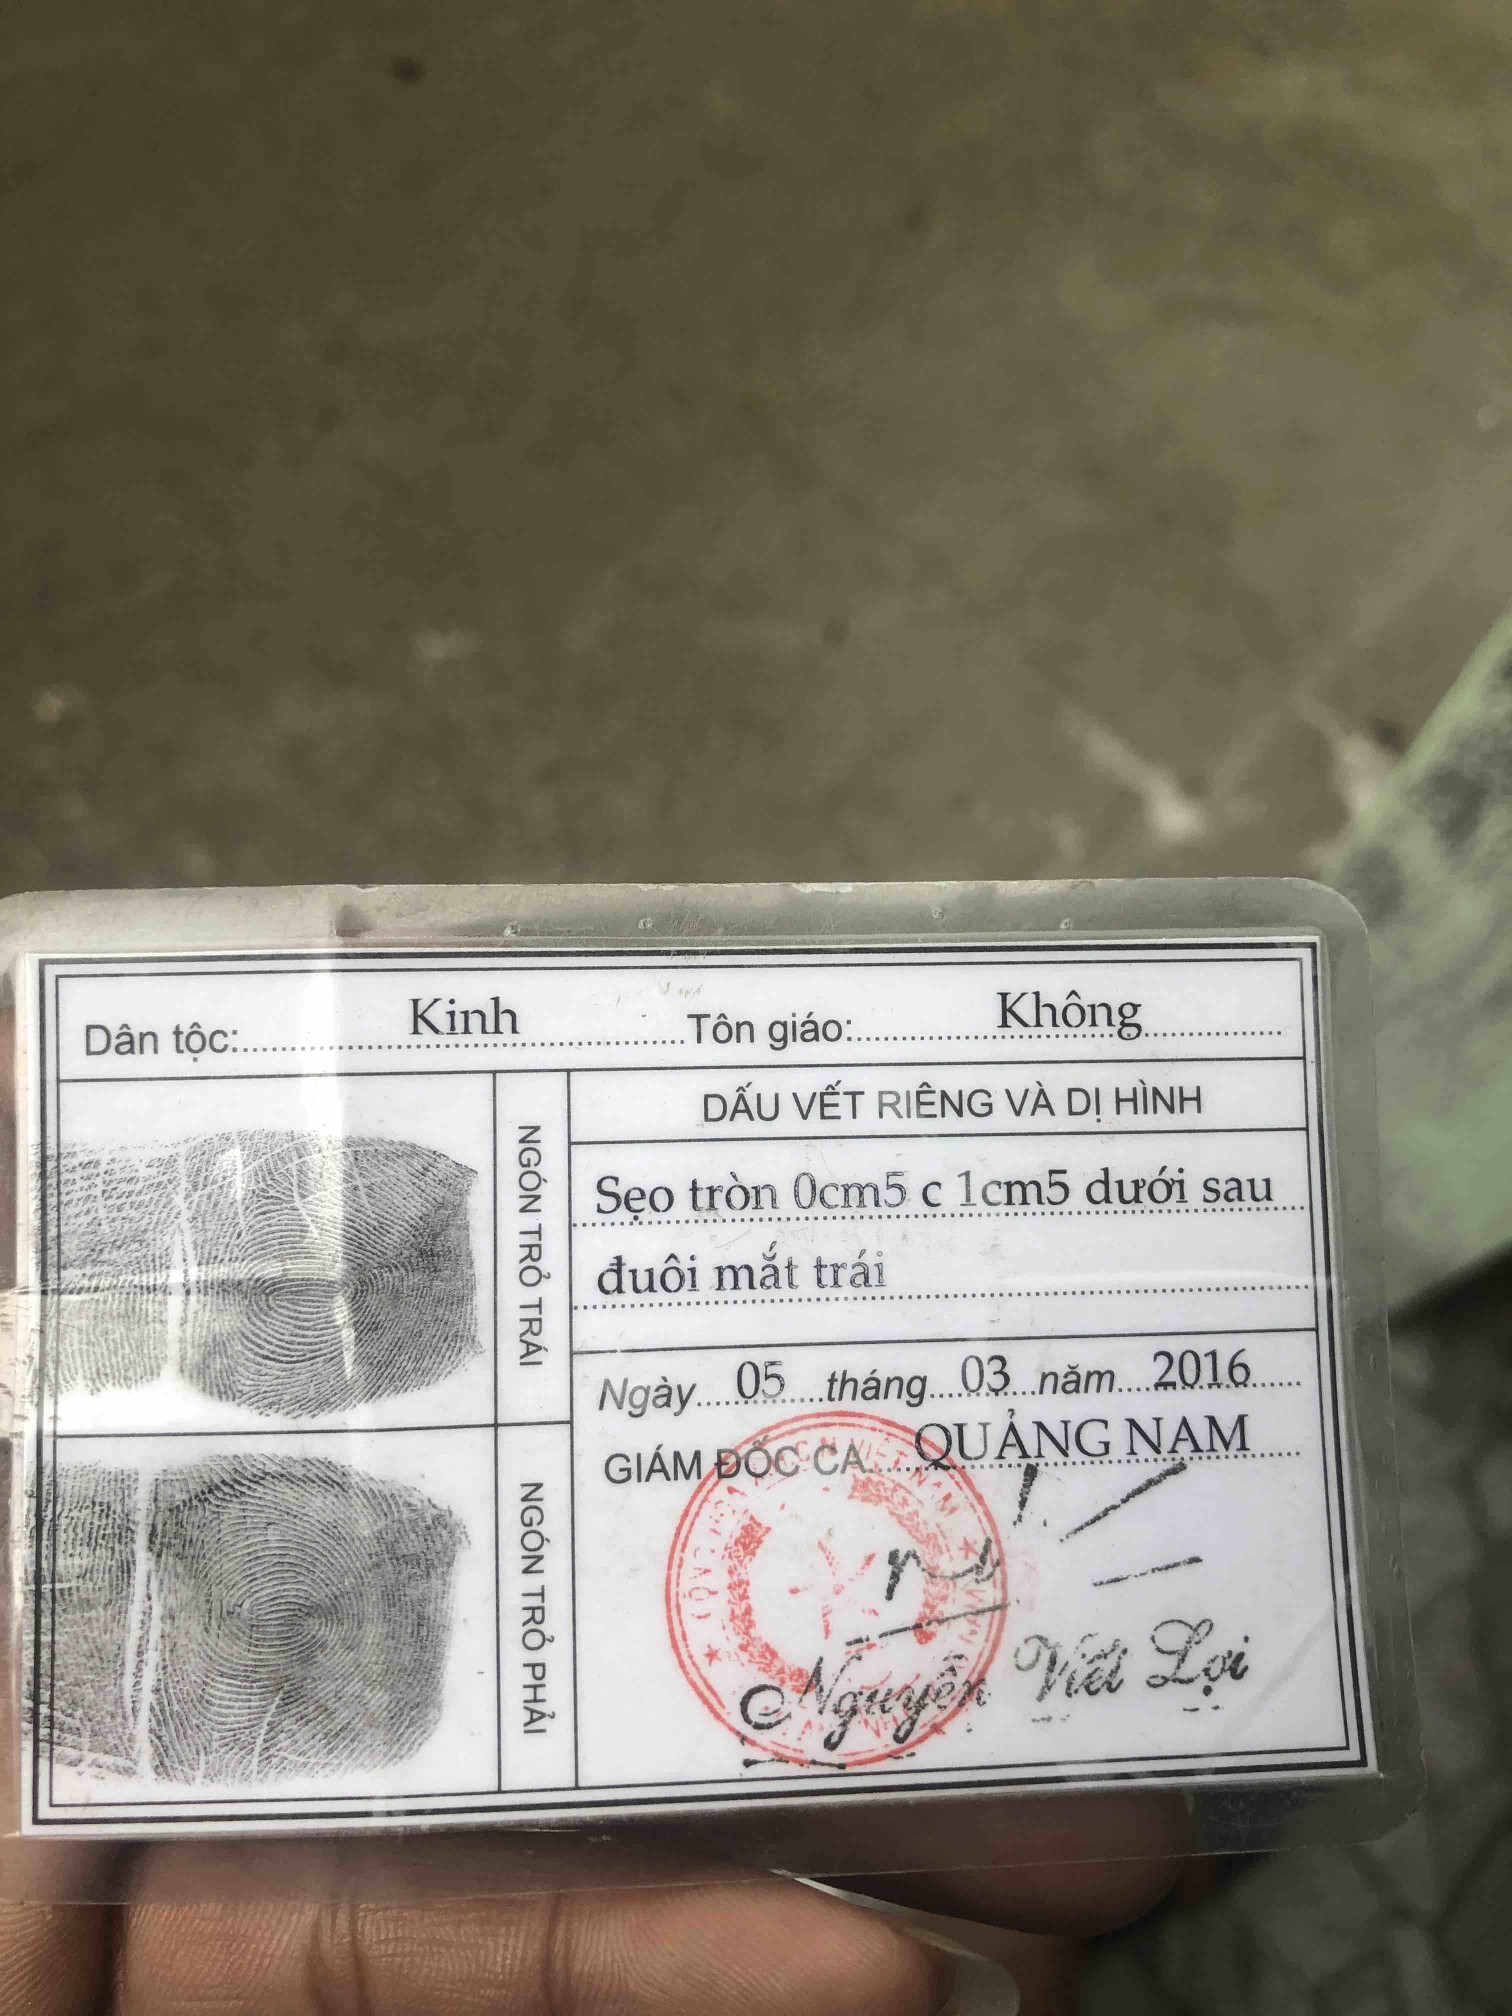 Dân tộc: Kinh Tôn giáo: Không
NGÓN TRỎ TRÁI
NGÓN TRỎ PHẢI
DẤU VẾT RIÊNG VÀ DỊ HÌNH
Sẹo tròn 0cm5 c 1cm5 dưới sau
đuôi mắt trái
Ngày 05 tháng 03 năm 2016
GIÁM ĐỐC CA QUẢNG NAM
Nguyễn Viết Lợi